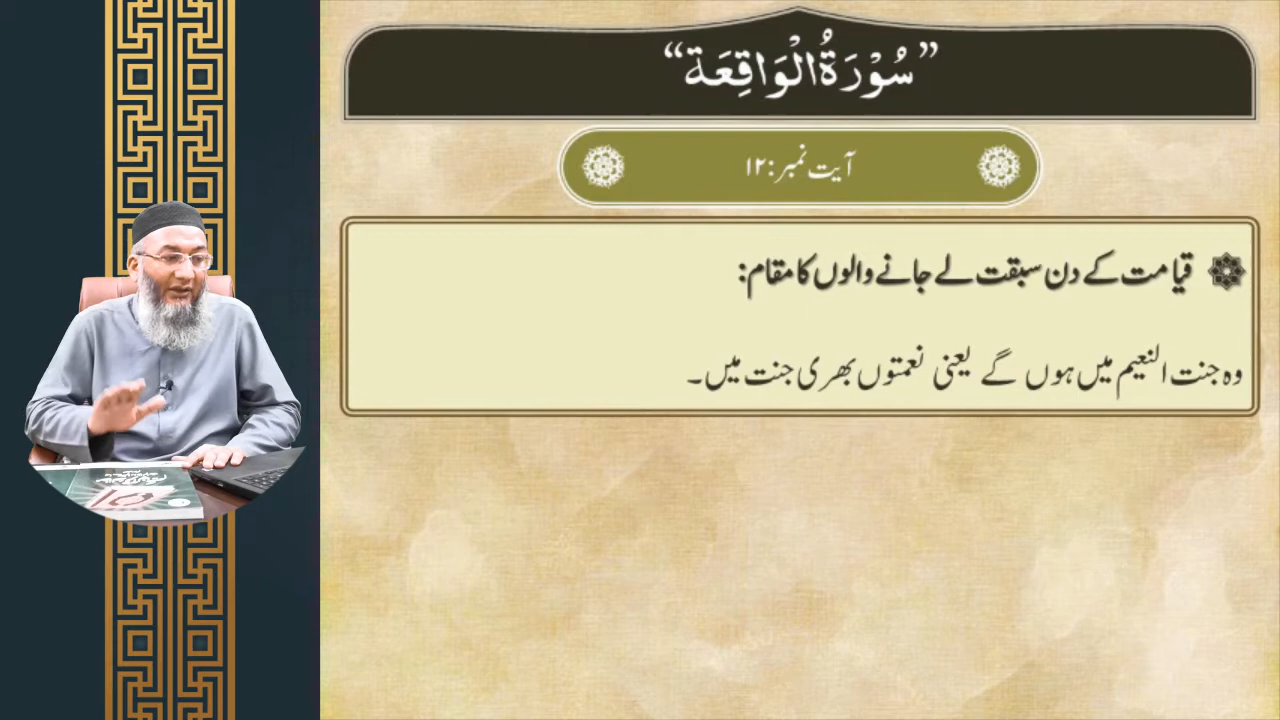 ”سُوْرَةُ الْوَاقِعَة“
آیت نمبر: ۱۲
قیامت کے دن سبقت لے جانے والوں کا مقام:
وہ جنت النعیم میں ہوں گے یعنی نعمتوں بھری جنت میں۔